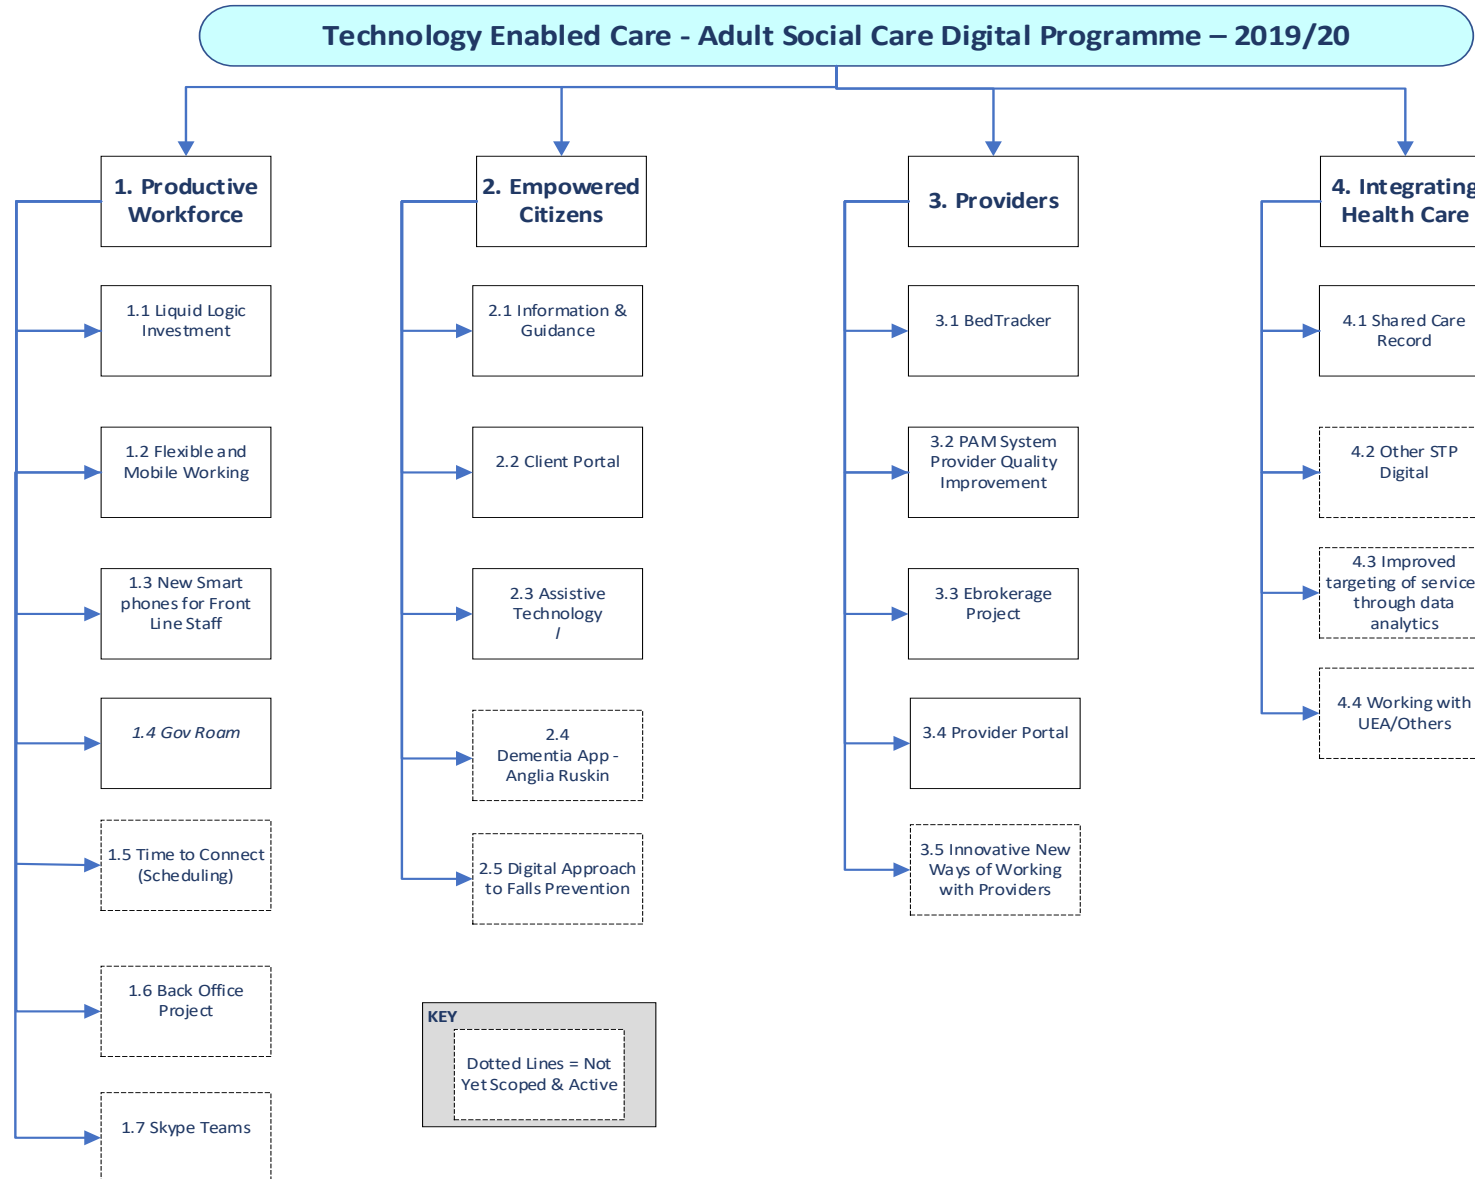 Technology Enabled Care - Adult Social Care Digital Programme – 2019/20
1. Productive
Workforce
1.1 Liquid Logic
Investment
1.2 Flexible and
Mobile Working
1.3 New Smart
phones for Front
Line Staff
1.4 Gov Roam
1.5 Time to Connect
(Scheduling)
1.6 Back Office
Project
1.7 Skype Teams
2. Empowered
Citizens
2.1 Information &
Guidance
2.2 Client Portal
2.3 Assistive
Technology
I
2.4
Dementia App -
Anglia Ruskin
2.5 Digital Approach
to Falls Prevention
KEY
Dotted Lines = Not
Yet Scoped & Active
3. Providers
3.1 BedTracker
3.2 PAM System
Provider Quality
Improvement
3.3 Ebrokerage
Project
3.4 Provider Portal
3.5 Innovative New
Ways of Working
with Providers
4. Integrating
Health Care
4.1 Shared Care
Record
4.2 Other STP
Digital
4.3 Improved
targeting of service
through data
analytics
4.4 Working with
UEA/Others